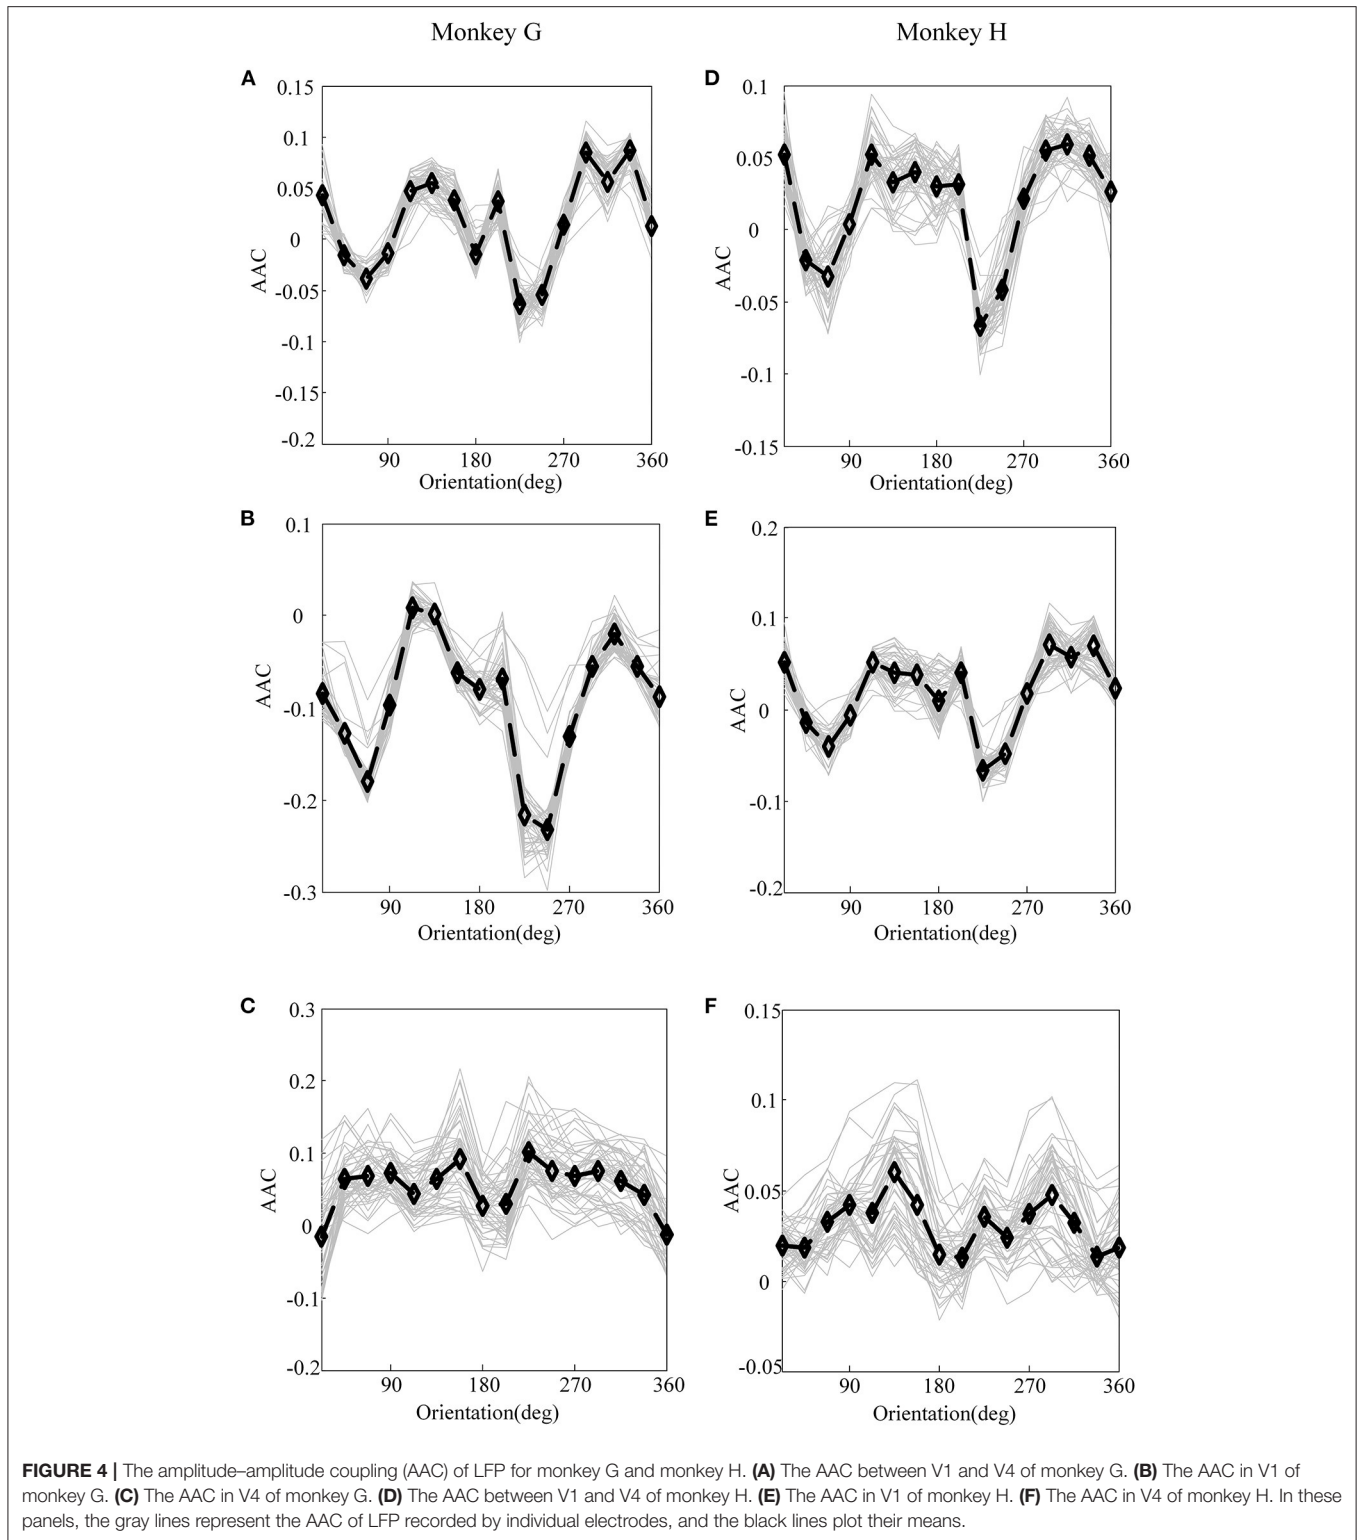 Monkey G
Monkey H
A
0.15
0.1
0.05
0
-0.05
-0.1
-0.15
-0.2
AAC
90
180
270
360
Orientation(deg)
D
0.1
0.05
0
-0.05
-0.1
-0.15
AAC
90
180
270
360
Orientation(deg)
B
0.1
0
-0.1
-0.2
-0.3
AAC
90
180
270
360
Orientation(deg)
E
0.2
0.1
0
-0.1
-0.2
AAC
90
180
270
360
Orientation(deg)
C
0.3
0.2
0.1
0
-0.1
-0.2
AAC
90
180
270
360
Orientation(deg)
F
0.15
0.1
0.05
0
-0.05
AAC
90
180
270
360
Orientation(deg)
FIGURE 4 | The amplitude–amplitude coupling (AAC) of LFP for monkey G and monkey H. (A) The AAC between V1 and V4 of monkey G. (B) The AAC in V1 of
monkey G. (C) The AAC in V4 of monkey G. (D) The AAC between V1 and V4 of monkey H. (E) The AAC in V1 of monkey H. (F) The AAC in V4 of monkey H. In these
panels, the gray lines represent the AAC of LFP recorded by individual electrodes, and the black lines plot their means.